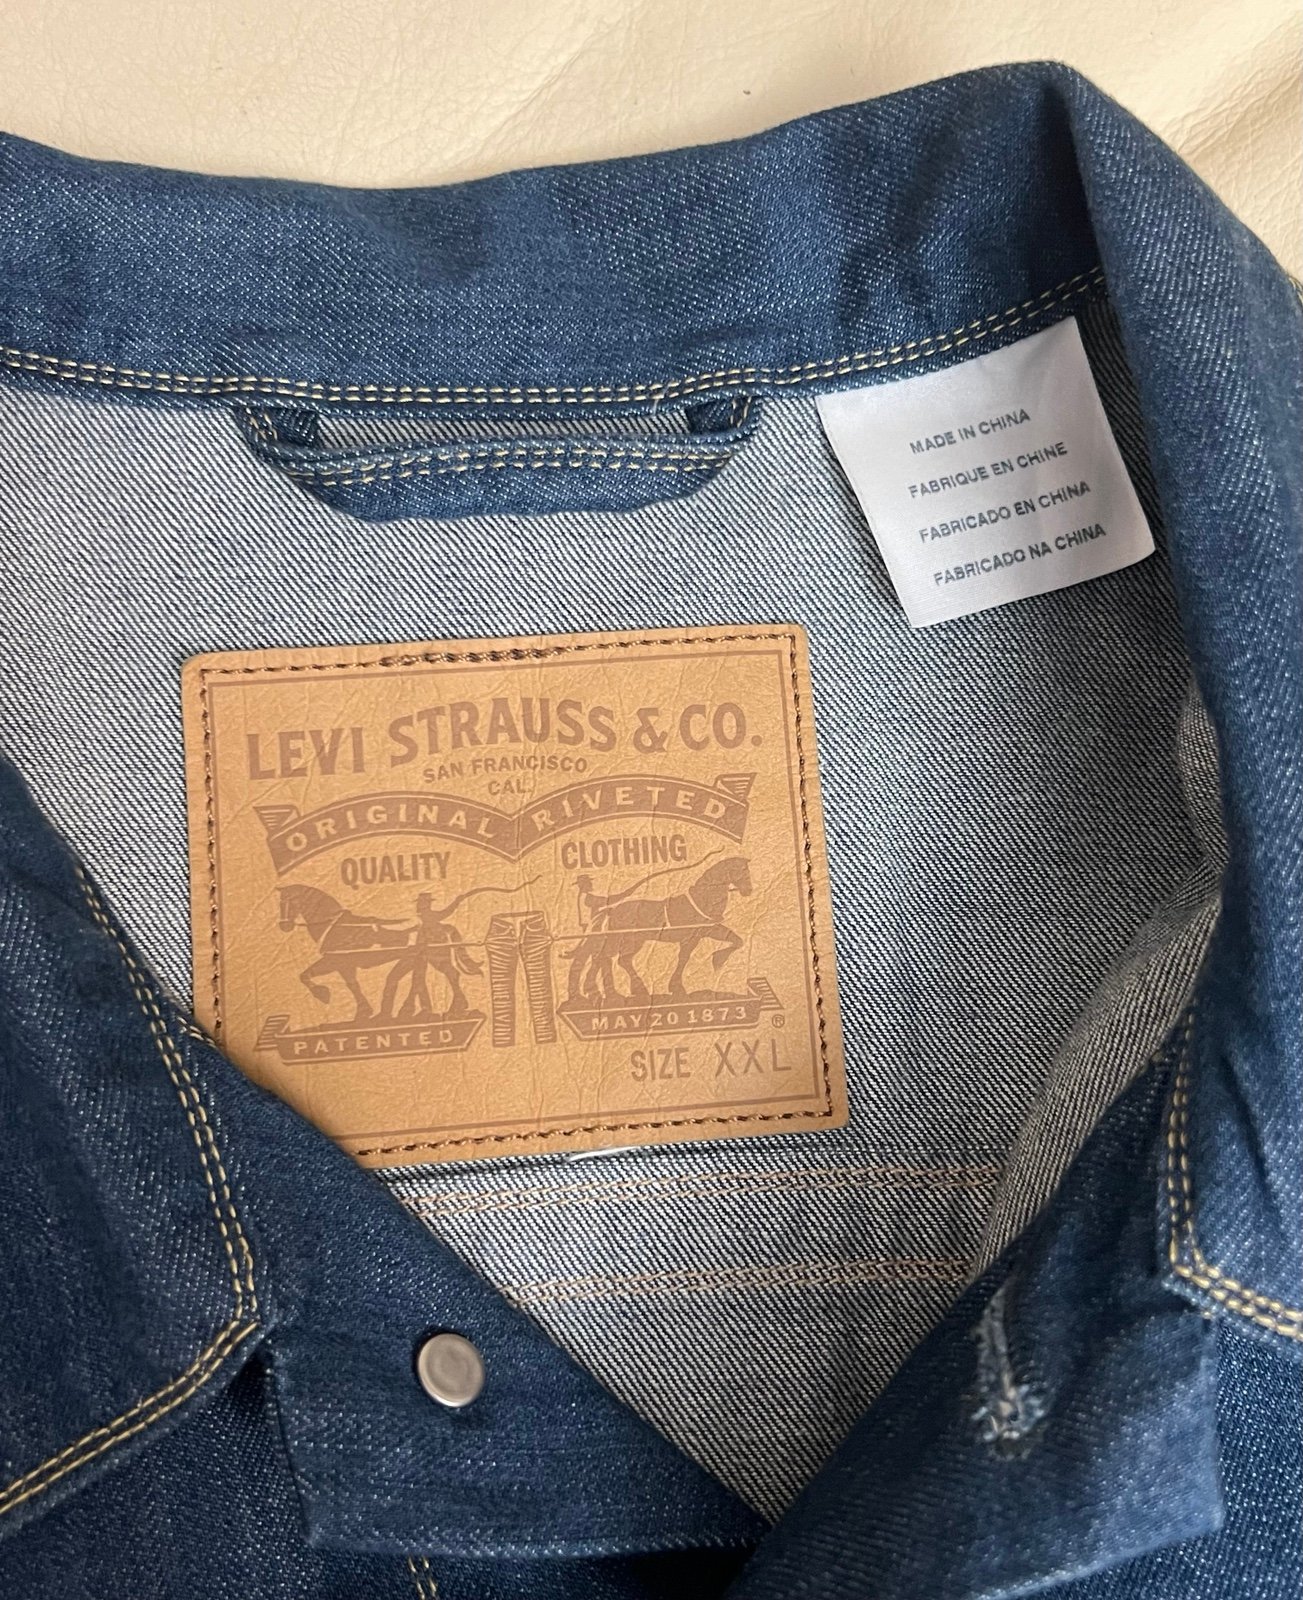 MADE IN CHINA
FABRIQUE EN CHINE
FABRICADO EN CHINA
FABRICADO NA CHINA
LEVI STRAUSS & CO.
SAN FRANCISCO
CAL.
ORIGINAL RIVETED
QUALITY CLOTHING
PATENTED MAY 20 1873 ®
SIZE XXL